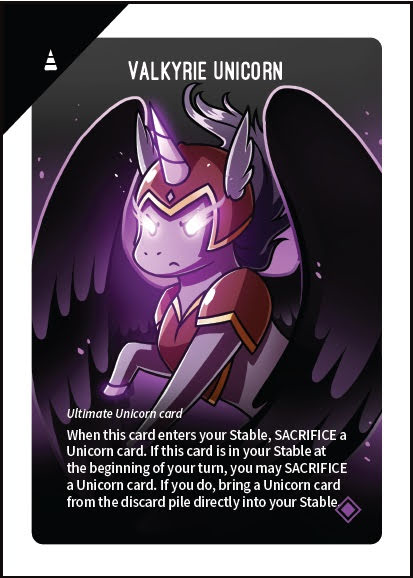 VALKYRIE UNICORN
Ultimate Unicorn card
When this card enters your Stable, SACRIFICE a
Unicorn card. If this card is in your Stable at
the beginning of your turn, you may SACRIFICE
a Unicorn card. If you do, bring a Unicorn card
from the discard pile directly into your Stable.